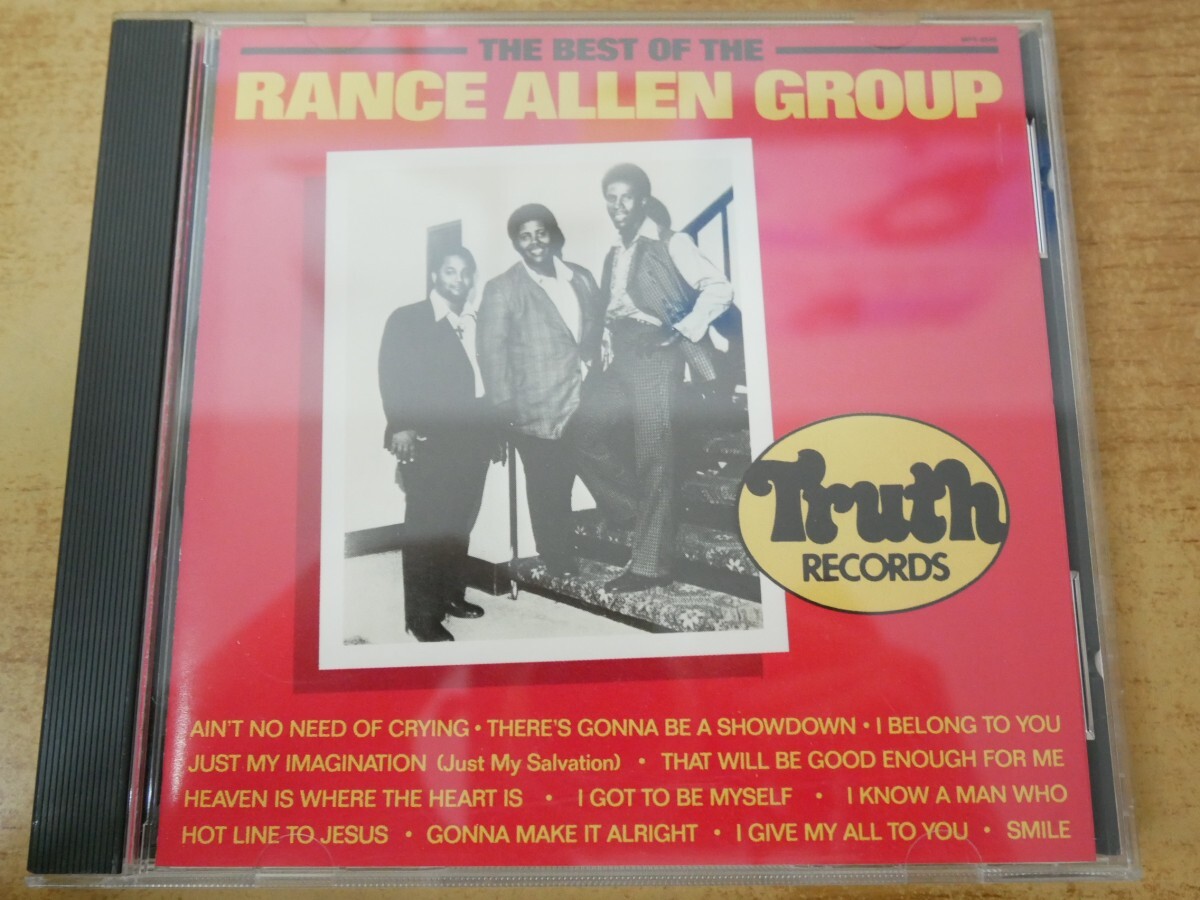 THE BEST OF THE
RANCE ALLEN GROUP
Truth
RECORDS
AIN'T NO NEED OF CRYING • THERE'S GONNA BE A SHOWDOWN • I BELONG TO YOU
JUST MY IMAGINATION (Just My Salvation) • THAT WILL BE GOOD ENOUGH FOR ME
HEAVEN IS WHERE THE HEART IS • I GOT TO BE MYSELF • I KNOW A MAN WHO
HOT LINE TO JESUS • GONNA MAKE IT ALRIGHT • I GIVE MY ALL TO YOU • SMILE